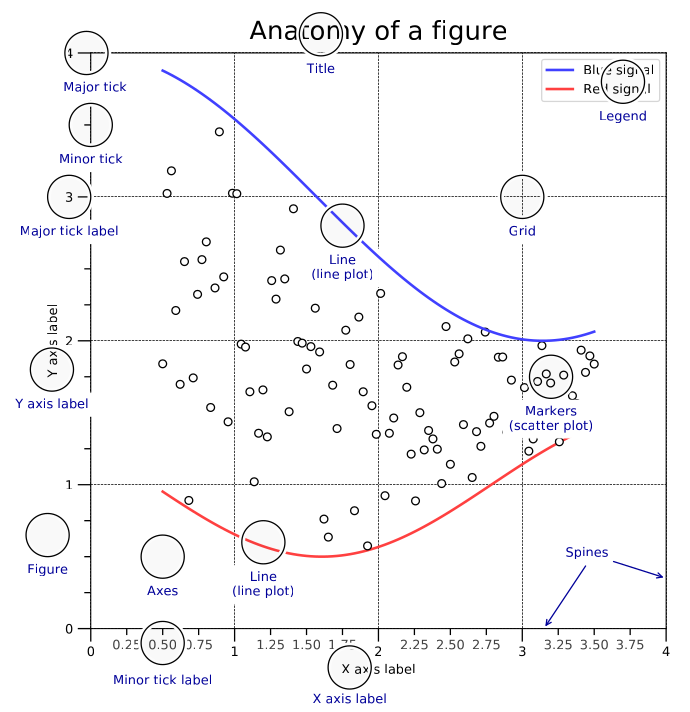 Anatomy of a figure
Title
Blue signal
Red signal
Legend
4
Major tick
Minor tick
3
Major tick label
Grid
Line
(line plot)
2
Y axis label
Y axis label
Markers
(scatter plot)
1
Figure
Axes
Line
(line plot)
Spines
0
0 0.25 0.50 0.75 1 1.25 1.50 1.75 2 2.25 2.50 2.75 3 3.25 3.50 3.75 4
Minor tick label
X axis label
X axis label